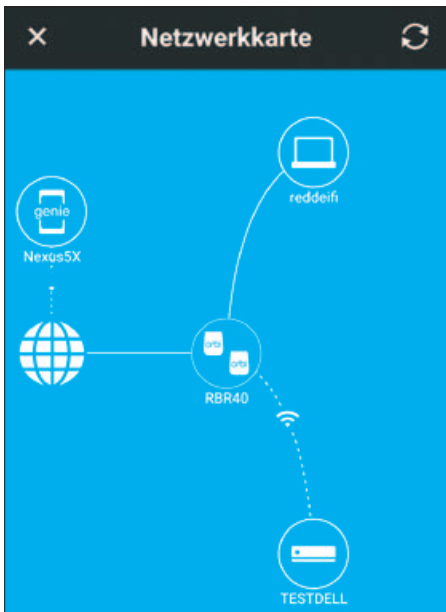 Netzwerkkarte
reddeifi
genie
Nexus5X
orbi
orbi
RBR40
TESTDELL